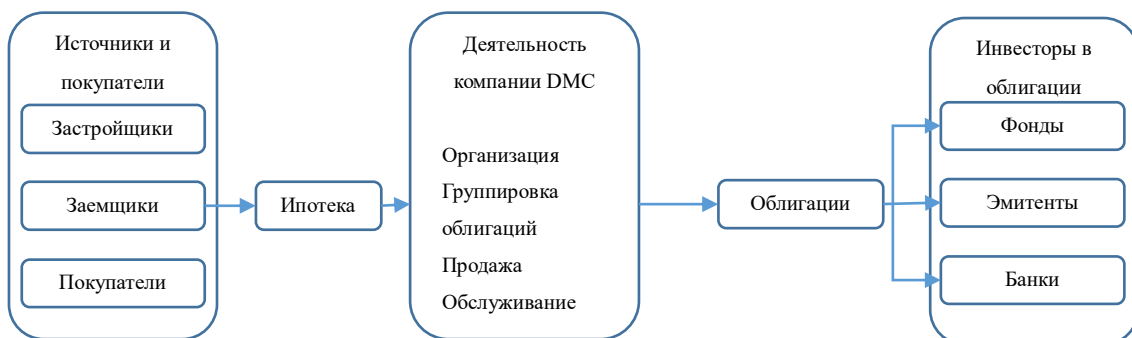 Источники и
покупатели
Застройщики
Заемщики
Покупатели
Ипотека
Деятельность
компании DMC
Организация
Группировка
облигаций
Продажа
Обслуживание
Облигации
Инвесторы в
облигации
Фонды
Эмитенты
Банки